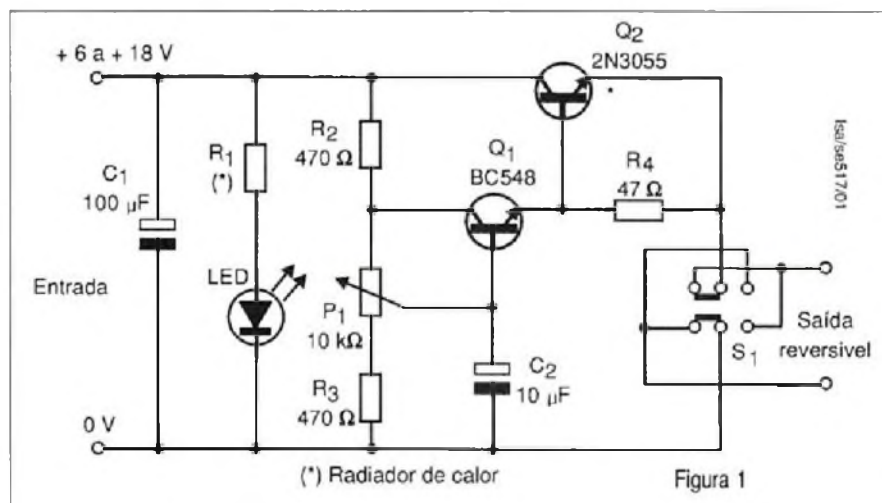 + 6 a + 18 V
Q2
2N3055
*
R2
470 Ω
Q1
BC548
R1
(*)
R4
47 Ω
C1
100 µF
lsa/se517/01
Entrada
LED
P1
10 kΩ
Saída
reversivel
S1
C2
10 µF
R3
470 Ω
0 V
(*) Radiador de calor
Figura 1